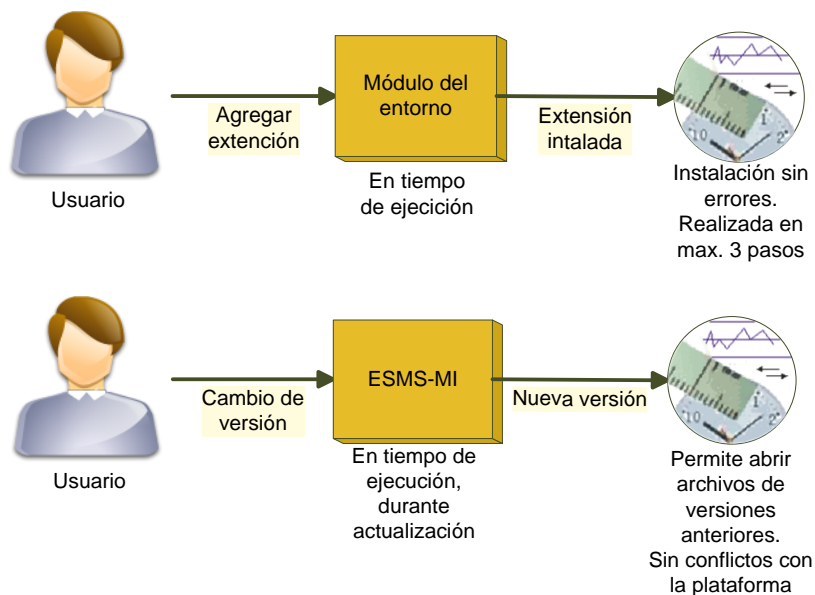 Agregar
extención
Módulo del
entorno
Extensión
intalada
Usuario
En tiempo
de ejecición
Instalación sin
errores.
Realizada en
max. 3 pasos
Cambio de
versión
ESMS-MI
Nueva versión
Usuario
En tiempo de
ejecución,
durante
actualización
Permite abrir
archivos de
versiones
anteriores.
Sin conflictos con
la plataforma